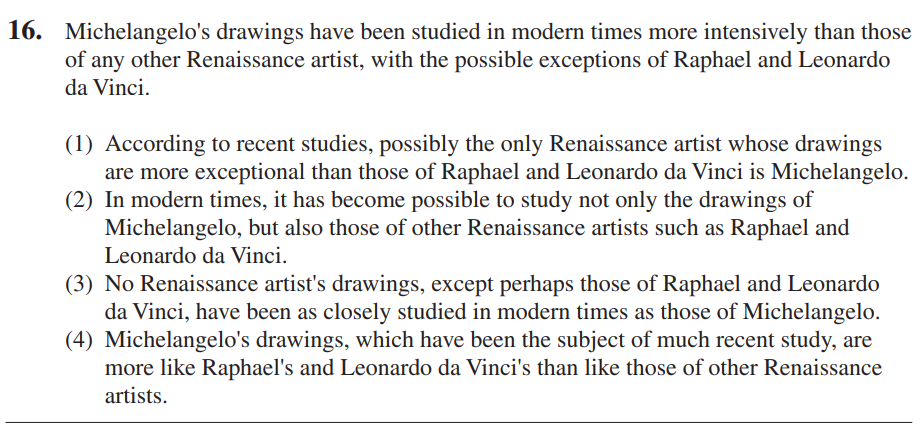 16. Michelangelo's drawings have been studied in modern times more intensively than those
of any other Renaissance artist, with the possible exceptions of Raphael and Leonardo
da Vinci.
(1) According to recent studies, possibly the only Renaissance artist whose drawings
are more exceptional than those of Raphael and Leonardo da Vinci is Michelangelo.
(2) In modern times, it has become possible to study not only the drawings of
Michelangelo, but also those of other Renaissance artists such as Raphael and
Leonardo da Vinci.
(3) No Renaissance artist's drawings, except perhaps those of Raphael and Leonardo
da Vinci, have been as closely studied in modern times as those of Michelangelo.
(4) Michelangelo's drawings, which have been the subject of much recent study, are
more like Raphael's and Leonardo da Vinci's than like those of other Renaissance
artists.